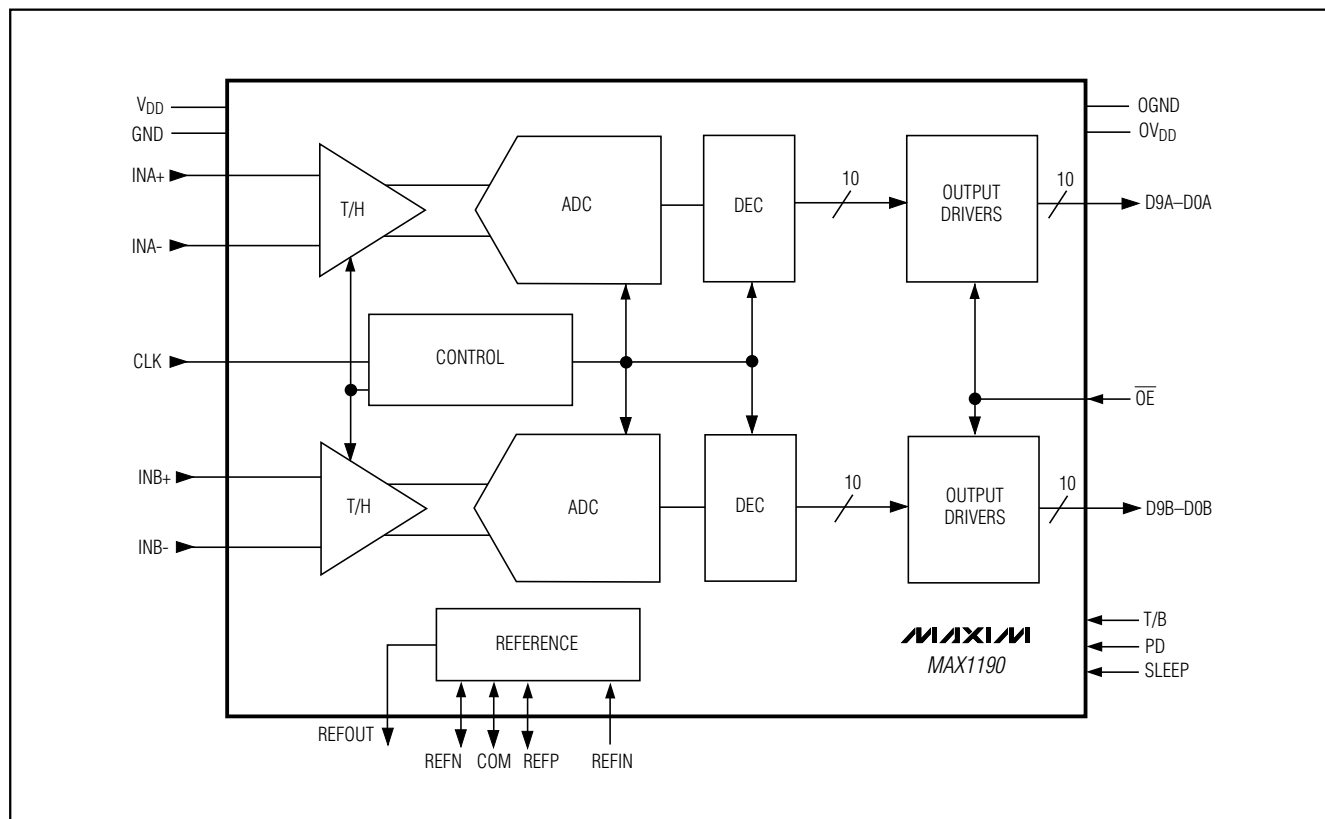 VDD
GND
INA+
INA-
CLK
INB+
INB-
T/H
ADC
DEC
10
OUTPUT
DRIVERS
10
OGND
OVDD
D9A–D0A
CONTROL
OE
T/H
ADC
DEC
10
OUTPUT
DRIVERS
10
D9B–D0B
REFERENCE
MAXIM
MAX1190
T/B
PD
SLEEP
REFOUT
REFN
COM
REFP
REFIN